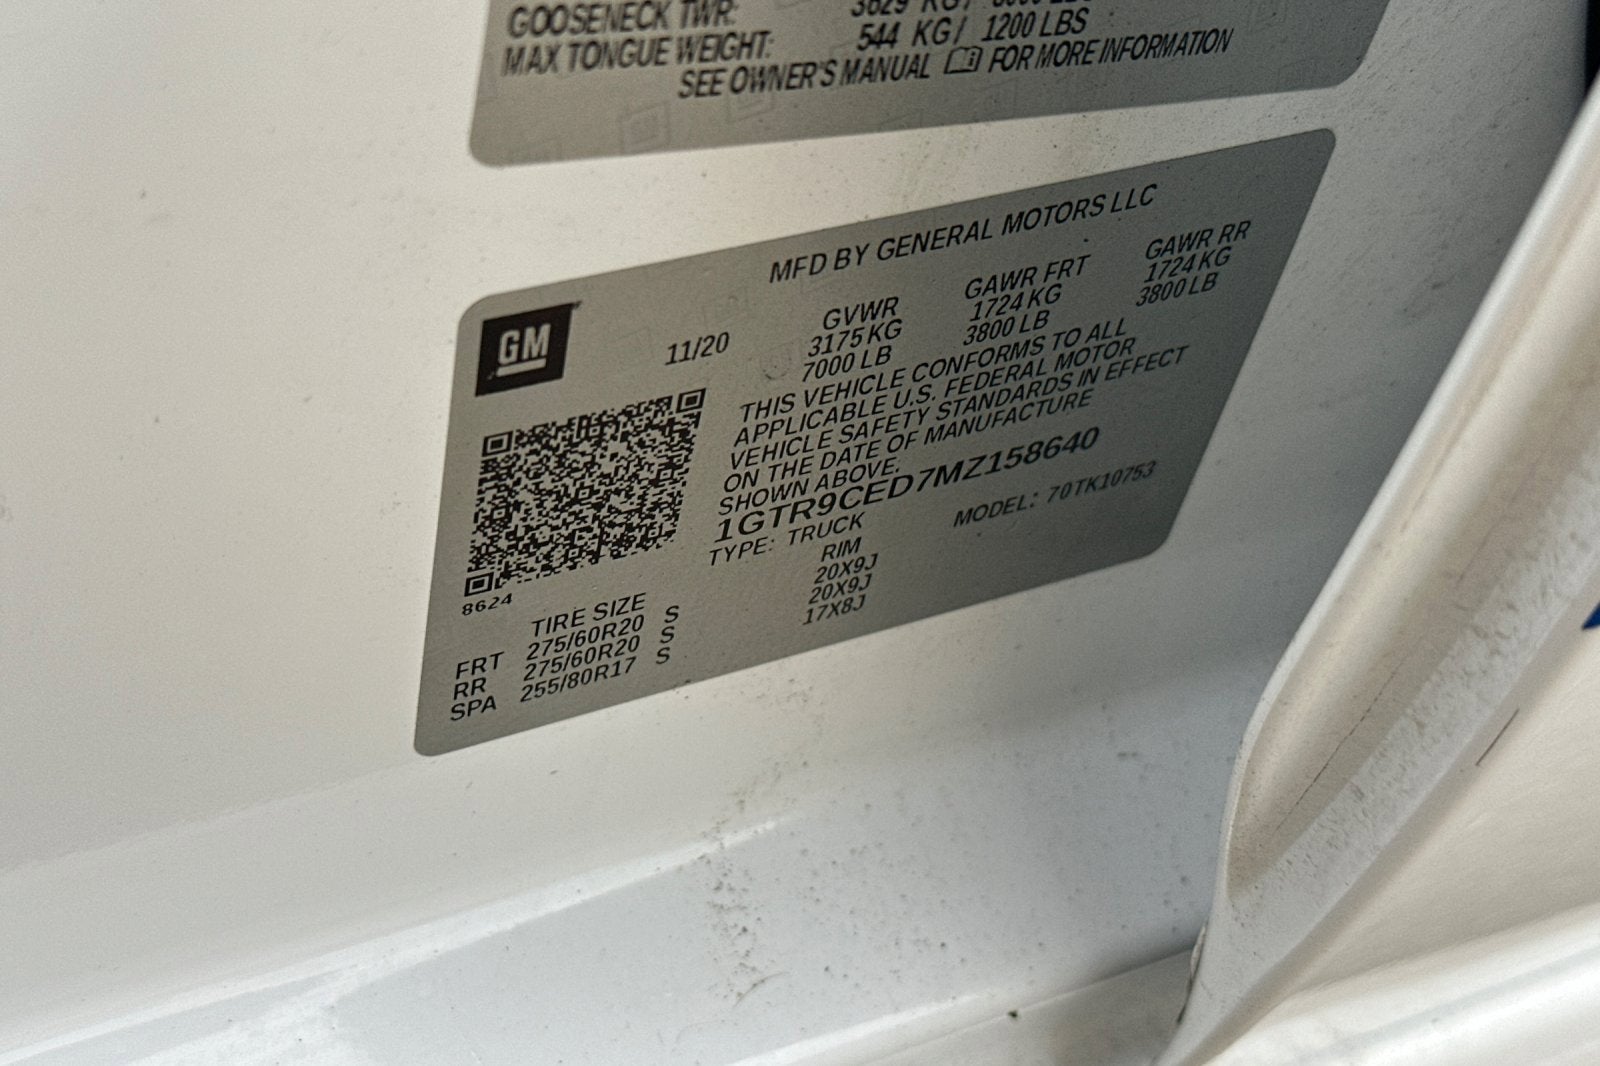 GOOSENECK TWR: 3629 KG/
MAX TONGUE WEIGHT: 544 KG/ 1200 LBS
SEE OWNER'S MANUAL FOR MORE INFORMATION
MFD BY GENERAL MOTORS LLC
GM
11/20
GVWR GAWR FRT GAWR RR
3175 KG 1724 KG 1724 KG
7000 LB 3800 LB 3800 LB
THIS VEHICLE CONFORMS TO ALL
APPLICABLE U.S. FEDERAL MOTOR
VEHICLE SAFETY STANDARDS IN EFFECT
ON THE DATE OF MANUFACTURE
SHOWN ABOVE.
1GTR9CED7MZ158640
TYPE: TRUCK MODEL: 70TK10753
8624
TIRE SIZE RIM
FRT 275/60R20 S 20X9J
RR 275/60R20 S 20X9J
SPA 255/80R17 S 17X8J